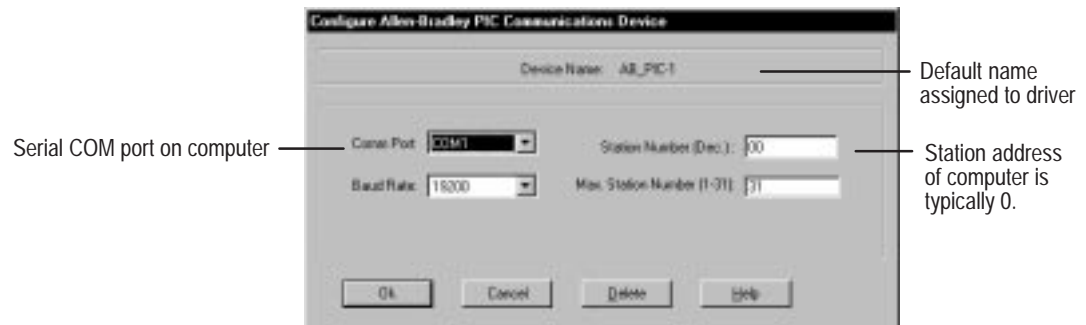 Configure Allen-Bradley PIC Communications Device
Device Name: AB_PIC-1
Default name
assigned to driver
Serial COM port on computer
Comm Port COM1
Station Number (Dec.): 00
Baud Rate: 19200
Max. Station Number (1-31): 31
Station address
of computer is
typically 0.
Ok
Cancel
Delete
Help